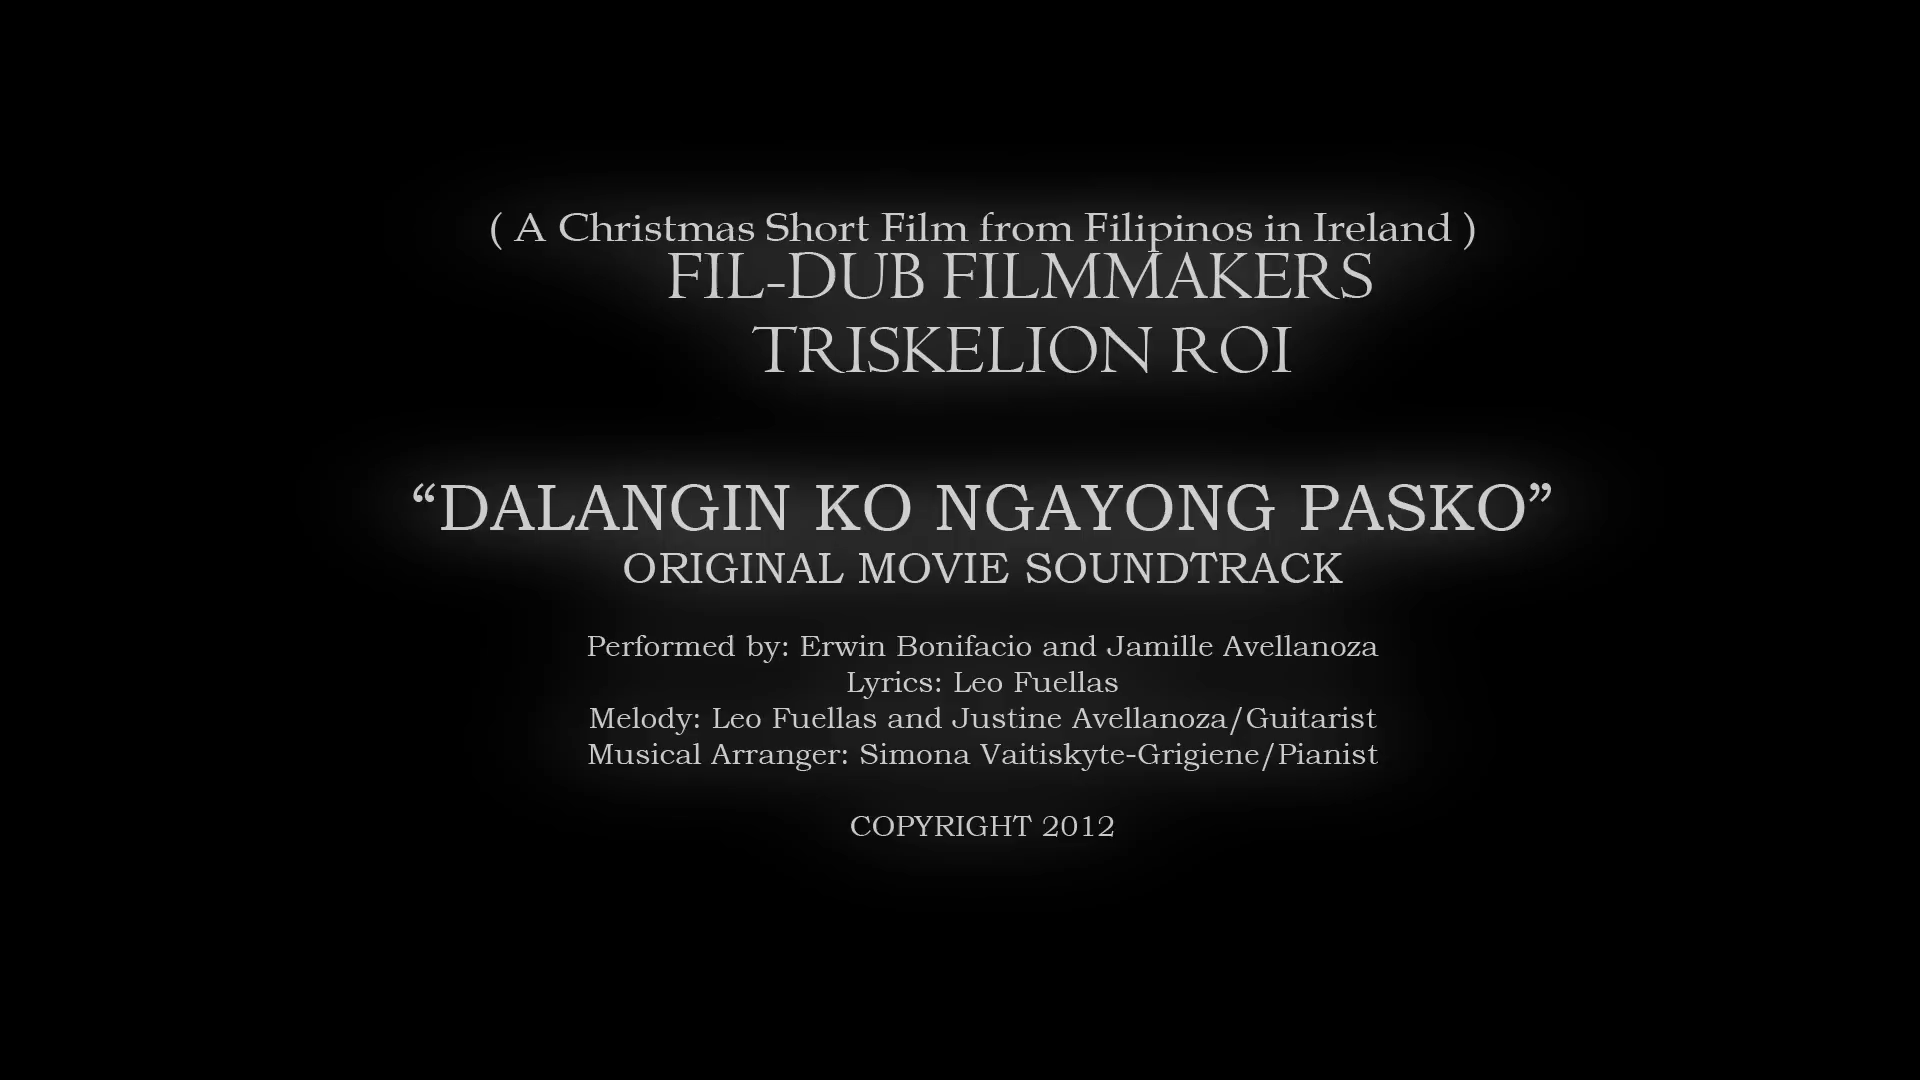 ( A Christmas Short Film from Filipinos in Ireland )
FIL-DUB FILMMAKERS
TRISKELION ROI
“DALANGIN KO NGAYONG PASKO”
ORIGINAL MOVIE SOUNDTRACK
Performed by: Erwin Bonifacio and Jamille Avellanoza
Lyrics: Leo Fuellas
Melody: Leo Fuellas and Justine Avellanoza/Guitarist
Musical Arranger: Simona Vaitiskyte-Grigiene/Pianist
COPYRIGHT 2012